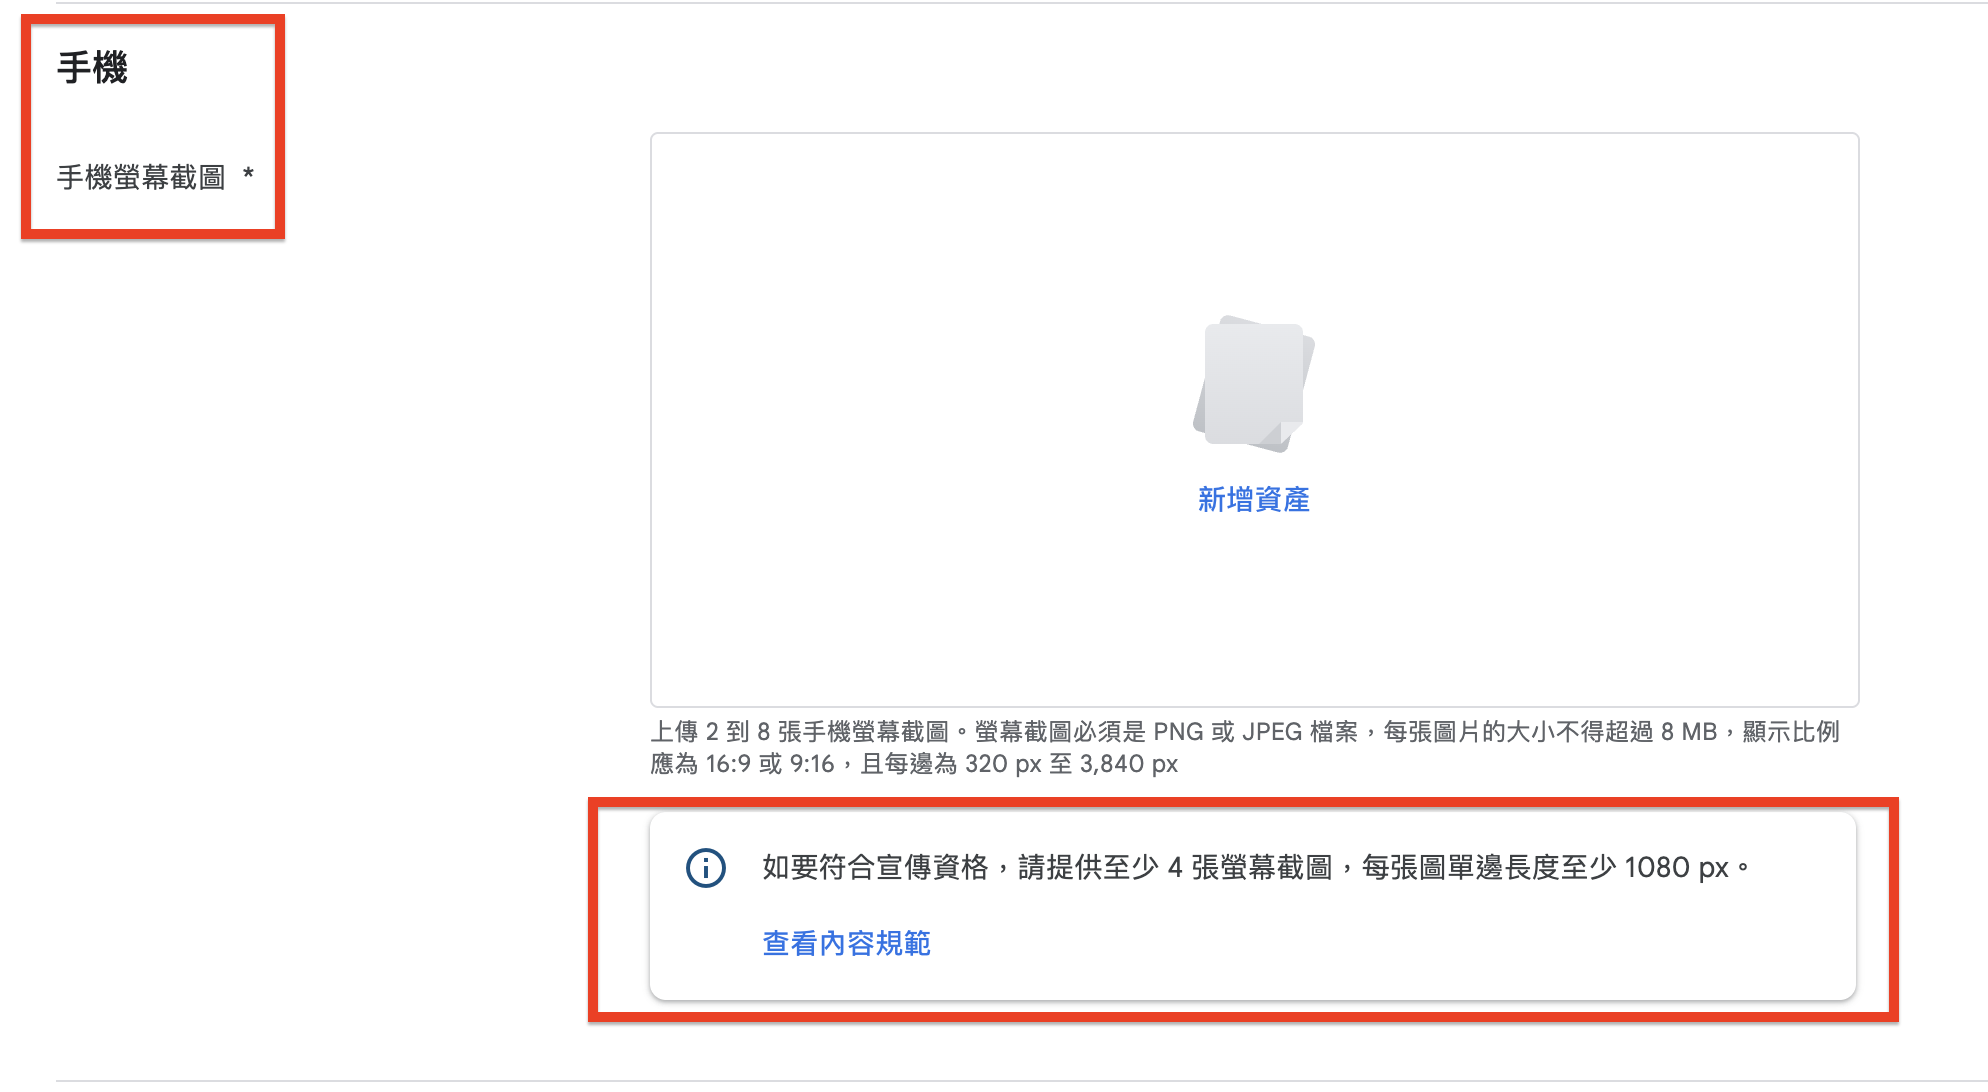 手機
手機螢幕截圖 *
新增資產
上傳 2 到 8 張手機螢幕截圖。螢幕截圖必須是 PNG 或 JPEG 檔案，每張圖片的大小不得超過 8 MB，顯示比例
應為 16:9 或 9:16，且每邊為 320 px 至 3,840 px
如要符合宣傳資格，請提供至少 4 張螢幕截圖，每張圖單邊長度至少 1080 px。
查看內容規範